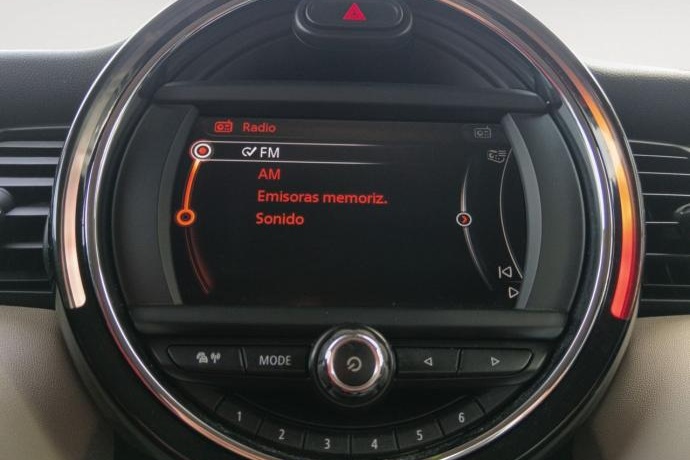 Radio
FM
AM
Emisoras memoriz.
Sonido
MODE
1 2 3 4 5 6